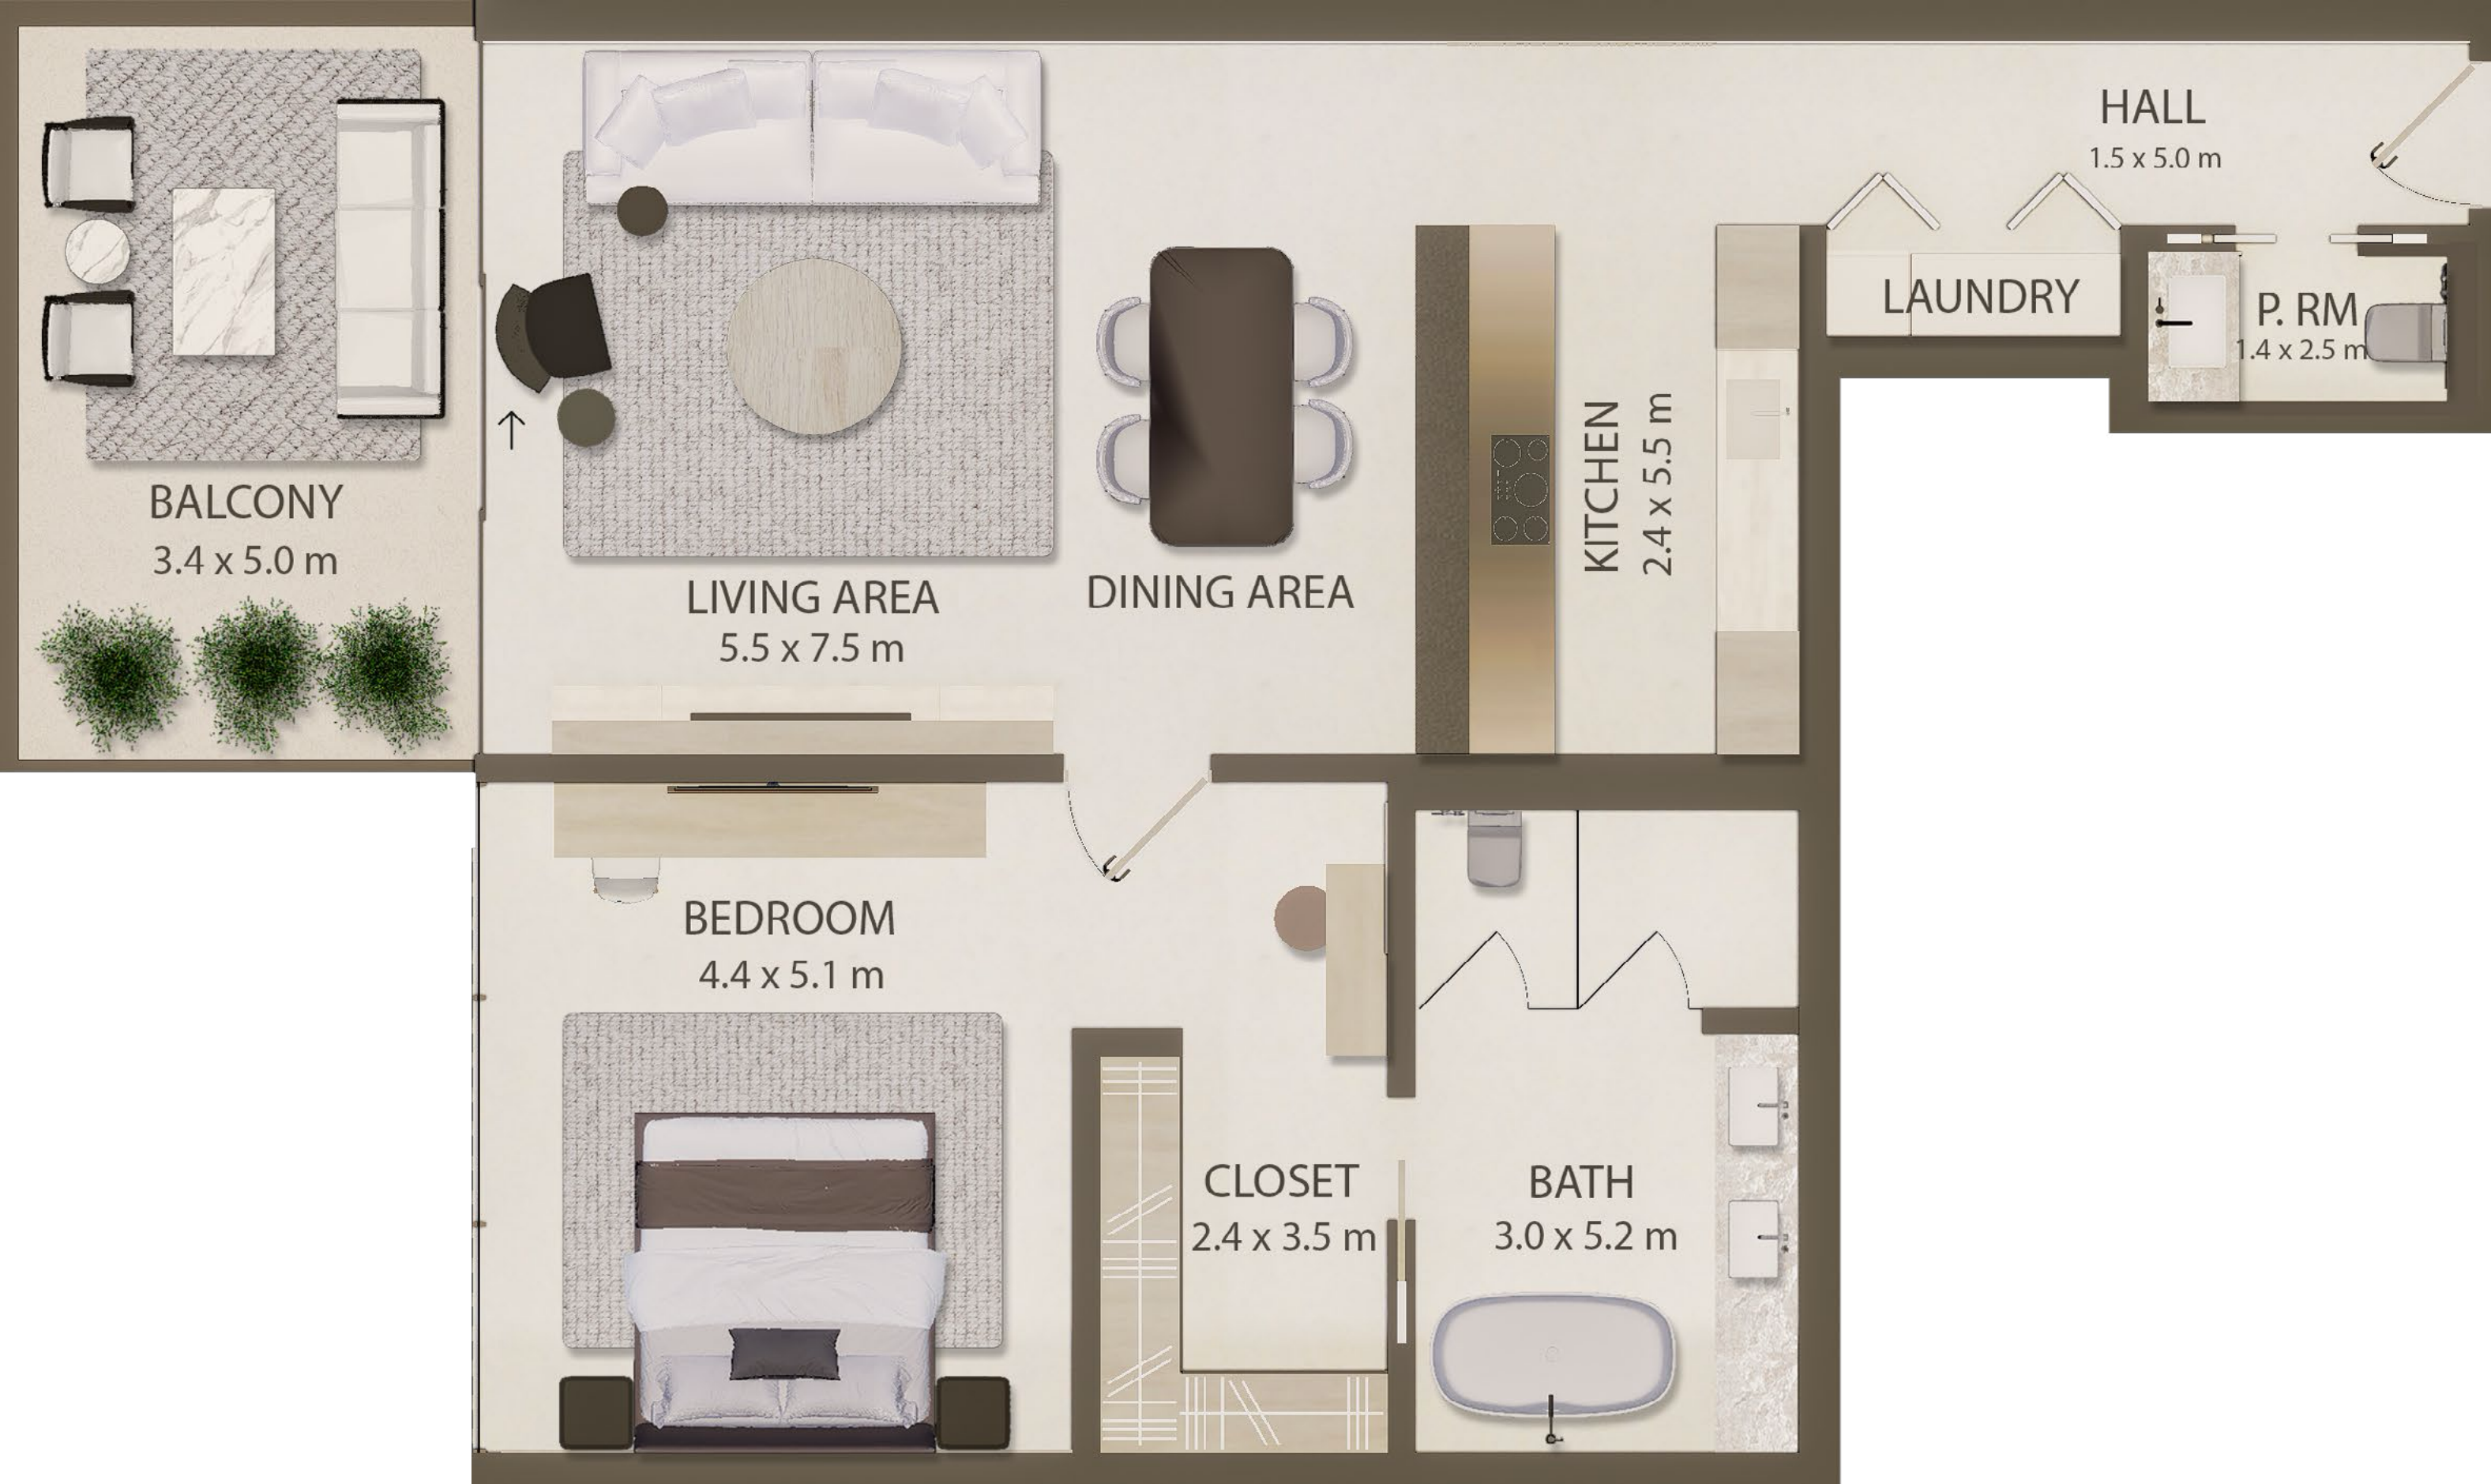 HALL
1.5 x 5.0 m
LAUNDRY
P. RM
1.4 x 2.5 m
KITCHEN
2.4 x 5.5 m
BALCONY
3.4 x 5.0 m
LIVING AREA
5.5 x 7.5 m
DINING AREA
BEDROOM
4.4 x 5.1 m
CLOSET
2.4 x 3.5 m
BATH
3.0 x 5.2 m